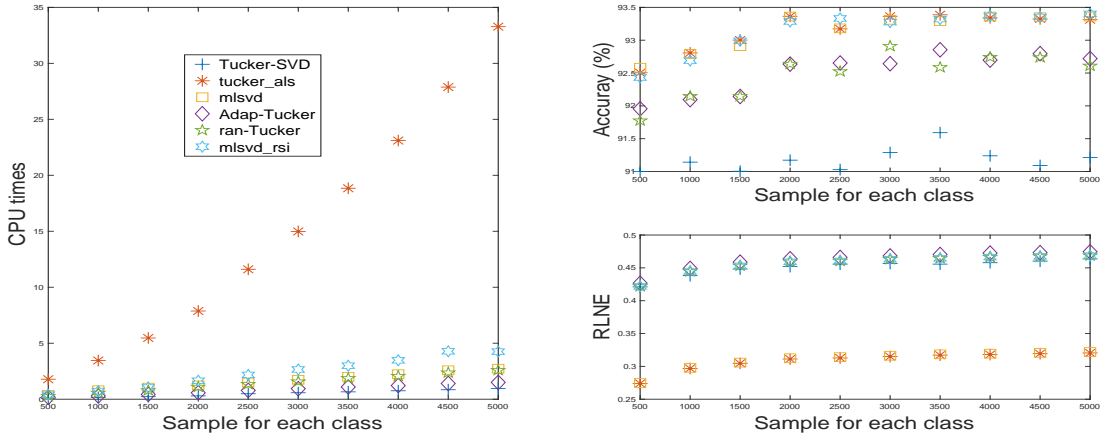 35
30
25
20
15
10
5
0
CPU times
Tucker-SVD
tucker_als
mlsvd
Adap-Tucker
ran-Tucker
mlsvd_rsi
500 1000 1500 2000 2500 3000 3500 4000 4500 5000
Sample for each class
93.5
93
92.5
92
91.5
91
Accuray (%)
500 1000 1500 2000 2500 3000 3500 4000 4500 5000
Sample for each class
0.5
0.45
0.4
0.35
0.3
0.25
RLNE
500 1000 1500 2000 2500 3000 3500 4000 4500 5000
Sample for each class